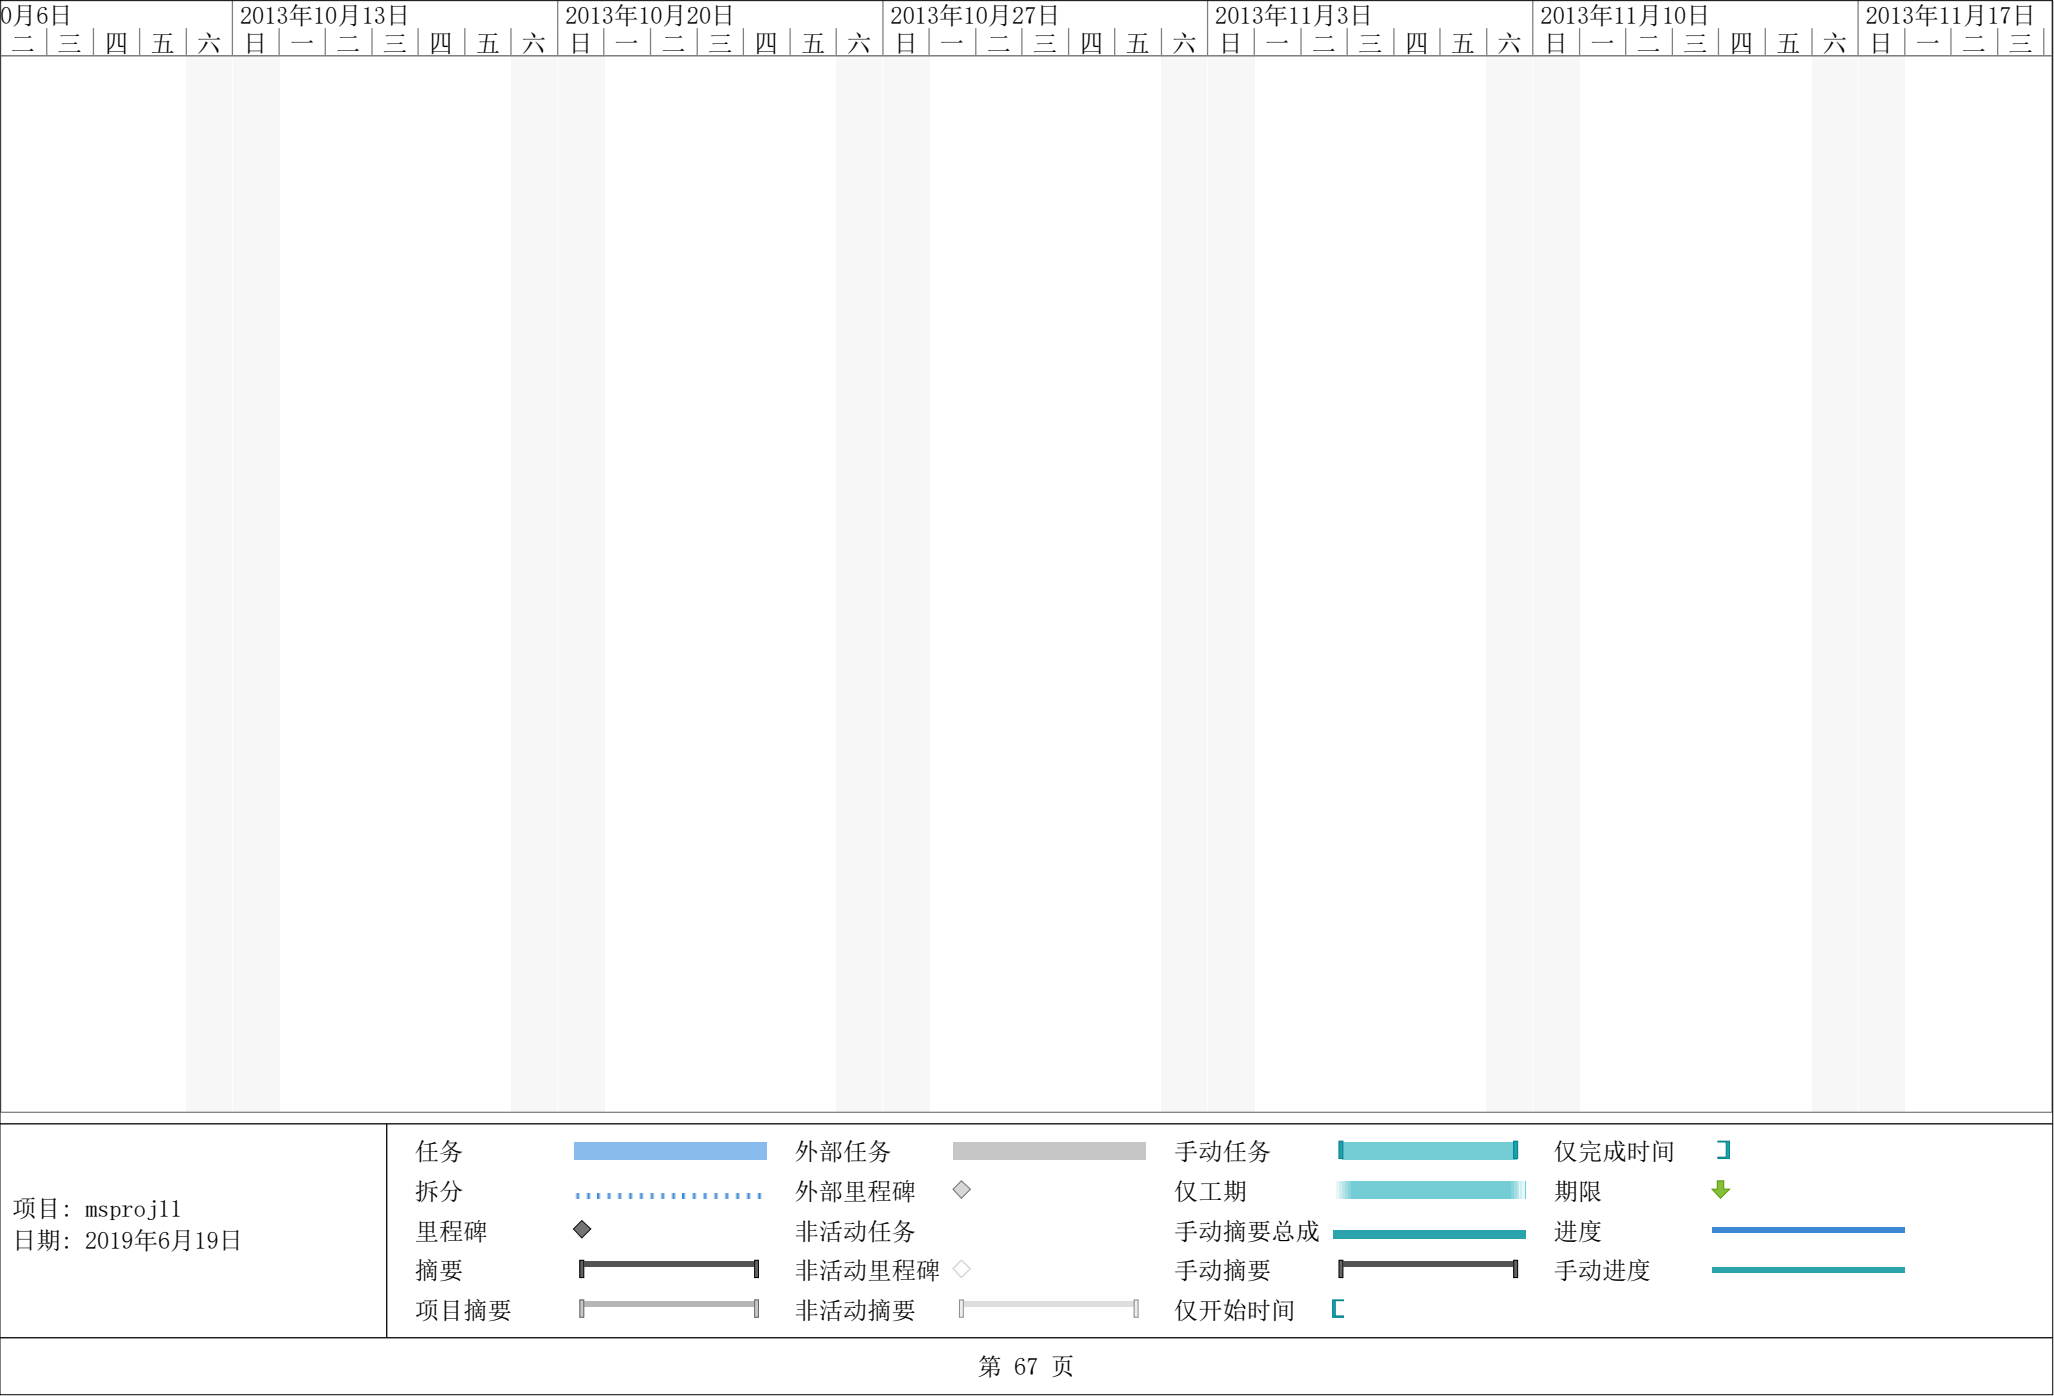 0月6日 2013年10月13日 2013年10月20日 2013年10月27日 2013年11月3日 2013年11月10日 2013年11月17日
二 三 四 五 六 日 一 二 三 四 五 六 日 一 二 三 四 五 六 日 一 二 三 四 五 六 日 一 二 三 四 五 六 日 一 二 三 四 五 六 日 一 二 三
项目: msproj11
日期: 2019年6月19日
任务 外部任务 手动任务 仅完成时间
拆分 外部里程碑 仅工期 期限
里程碑 非活动任务 手动摘要总成 进度
摘要 非活动里程碑 手动摘要 手动进度
项目摘要 非活动摘要 仅开始时间
第 67 页